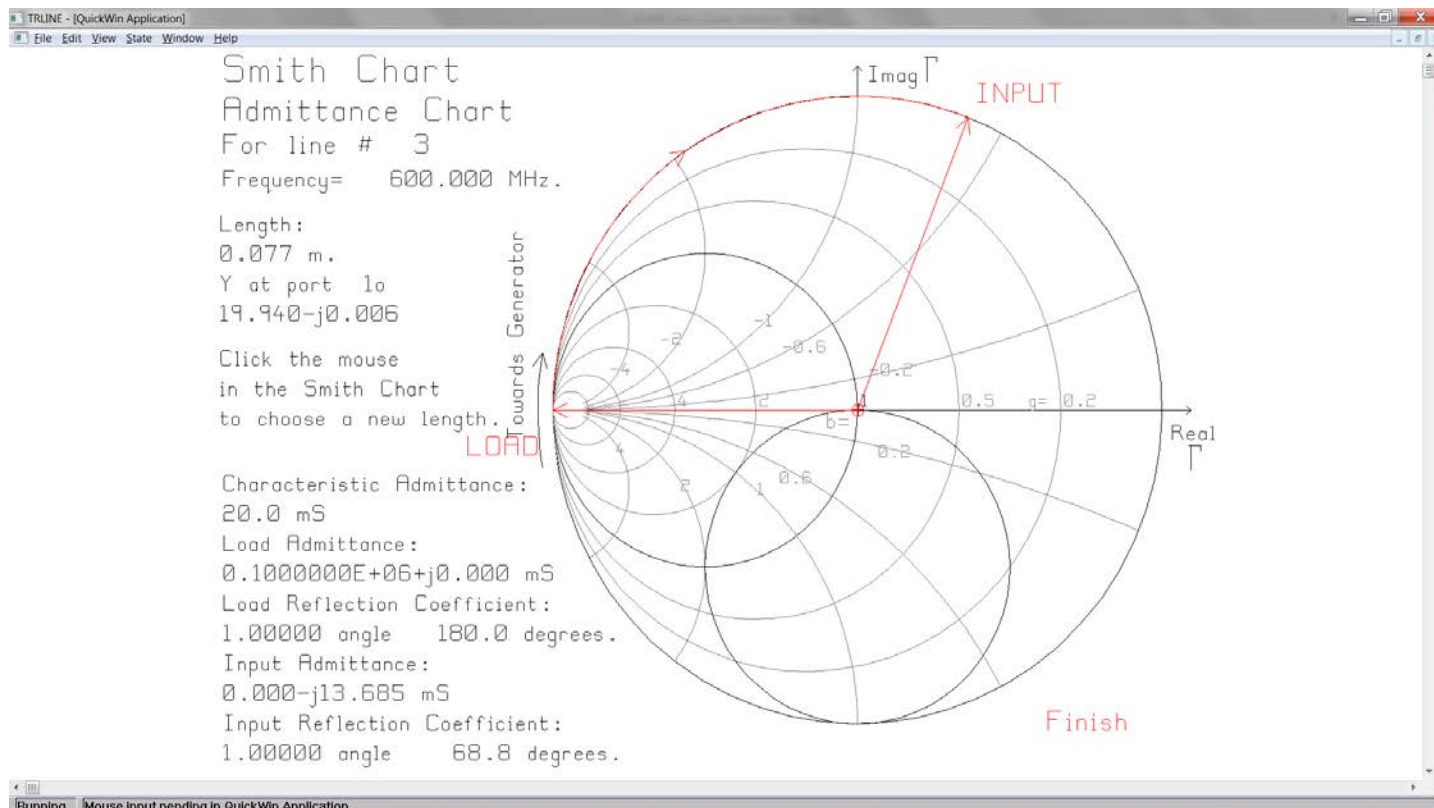 TRLINE - [QuickWin Application]
File Edit View State Window Help
Smith Chart
Admittance Chart
For line # 3
Frequency= 600.000 MHz.
Length:
0.077 m.
Y at port 1o
19.940-j0.006
Click the mouse
in the Smith Chart
to choose a new length.
Towards Generator
LOAD
Characteristic Admittance:
20.0 mS
Load Admittance:
0.1000000E+06+j0.000 mS
Load Reflection Coefficient:
1.00000 angle 180.0 degrees.
Input Admittance:
0.000-j13.685 mS
Input Reflection Coefficient:
1.00000 angle 68.8 degrees.
Imag Γ
INPUT
-1
-2
-0.6
-4
-0.2
4
2
1
0.5
g=
0.2
b=
Real
Γ
4
0.2
2
1
0.6
Finish
Running
Mouse input pending in QuickWin Application